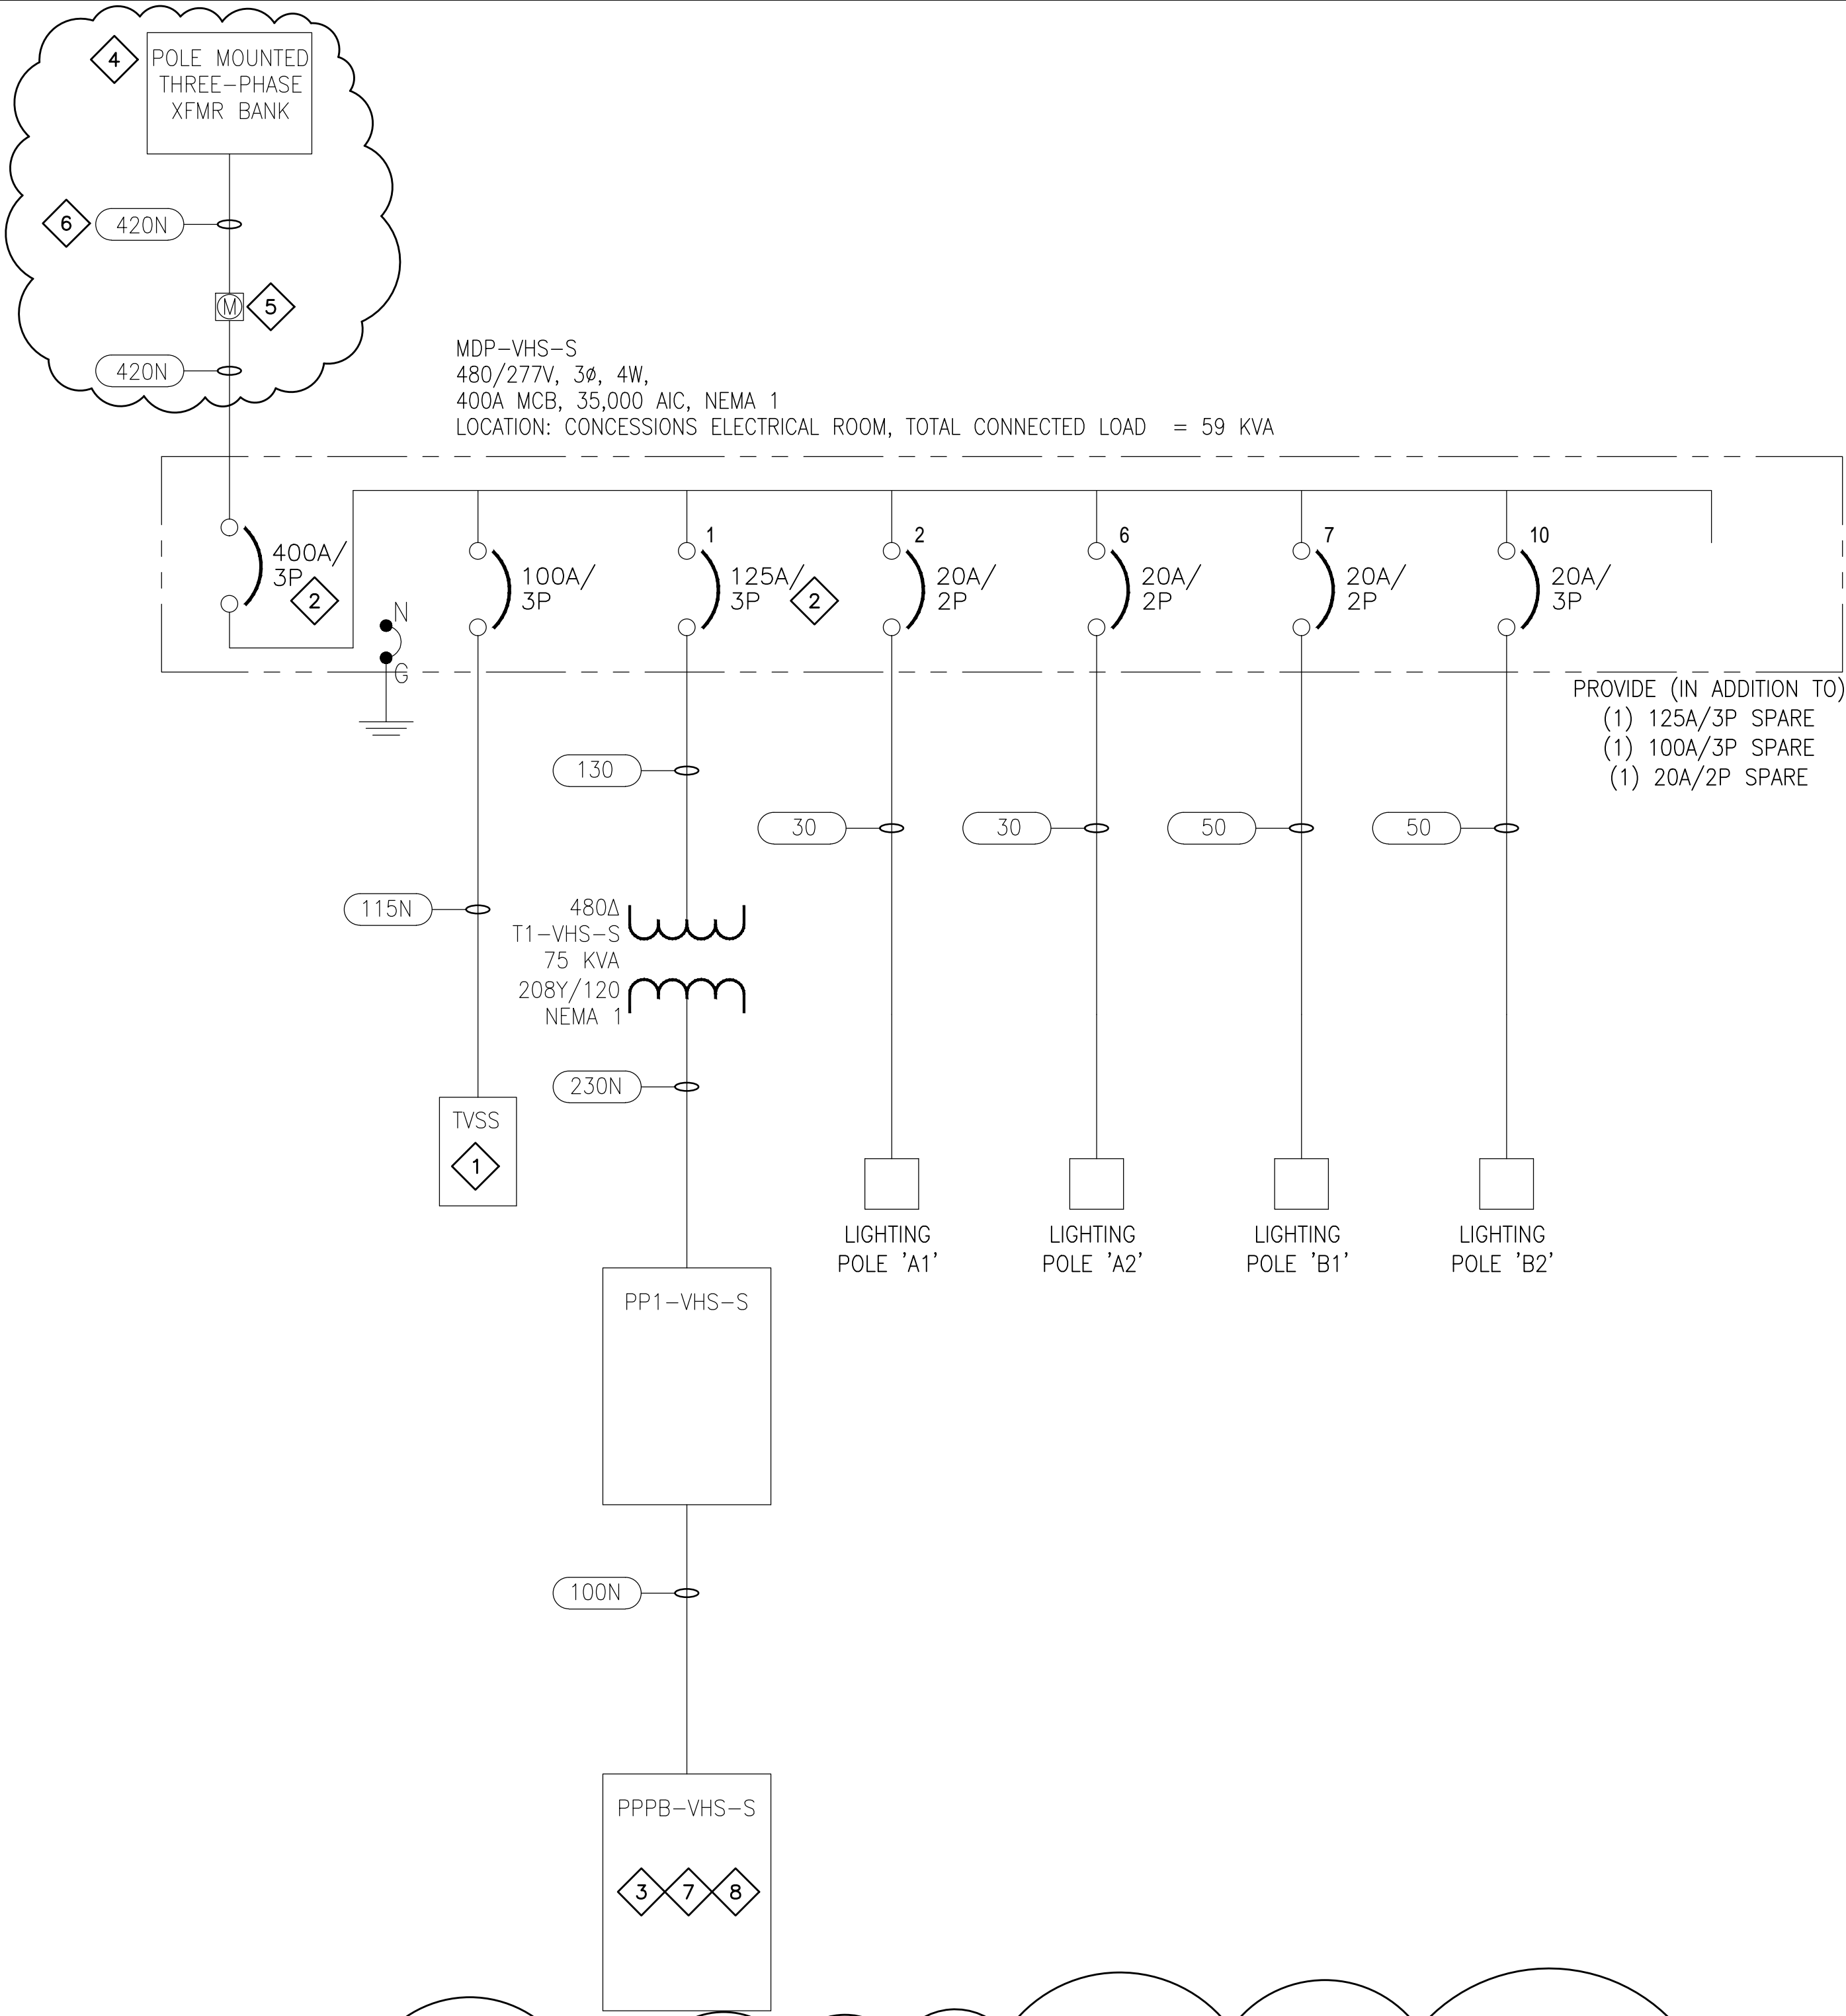 4
POLE MOUNTED
THREE-PHASE
XFMR BANK
6
420N
M
5
420N
MDP-VHS-S
480/277V, 3ø, 4W,
400A MCB, 35,000 AIC, NEMA 1
LOCATION: CONCESSIONS ELECTRICAL ROOM, TOTAL CONNECTED LOAD = 59 KVA
400A/
3P
2
N
G
100A/
3P
1
125A/
3P
2
2
20A/
2P
6
20A/
2P
7
20A/
2P
10
20A/
3P
PROVIDE (IN ADDITION TO)
(1) 125A/3P SPARE
(1) 100A/3P SPARE
(1) 20A/2P SPARE
130
30
30
50
50
115N
480Δ
T1-VHS-S
75 KVA
208Y/120
NEMA 1
230N
TVSS
1
LIGHTING
POLE 'A1'
LIGHTING
POLE 'A2'
LIGHTING
POLE 'B1'
LIGHTING
POLE 'B2'
PP1-VHS-S
100N
PPPB-VHS-S
3 7 8